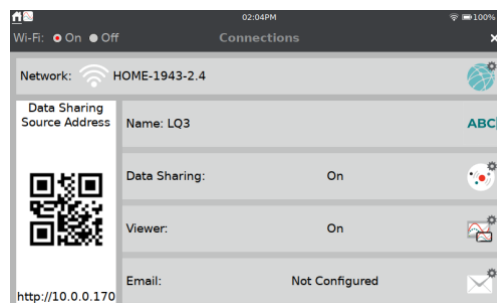 02:04PM
100%
Wi-Fi: On Off
Connections
Network: HOME-1943-2.4
Data Sharing
Source Address
Name: LQ3
ABC
Data Sharing: On
Viewer: On
Email: Not Configured
http://10.0.0.170